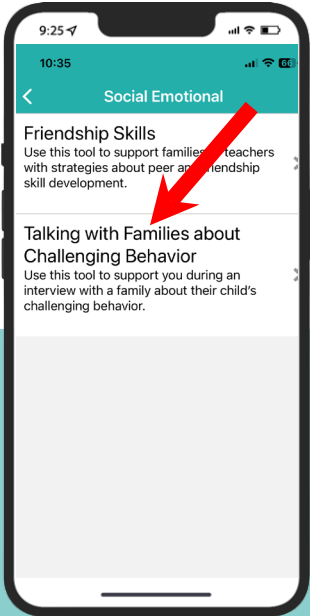 9:25
10:35
66
Social Emotional
Friendship Skills
Use this tool to support families teachers
with strategies about peer and friendship
skill development.
Talking with Families about
Challenging Behavior
Use this tool to support you during an
interview with a family about their child's
challenging behavior.